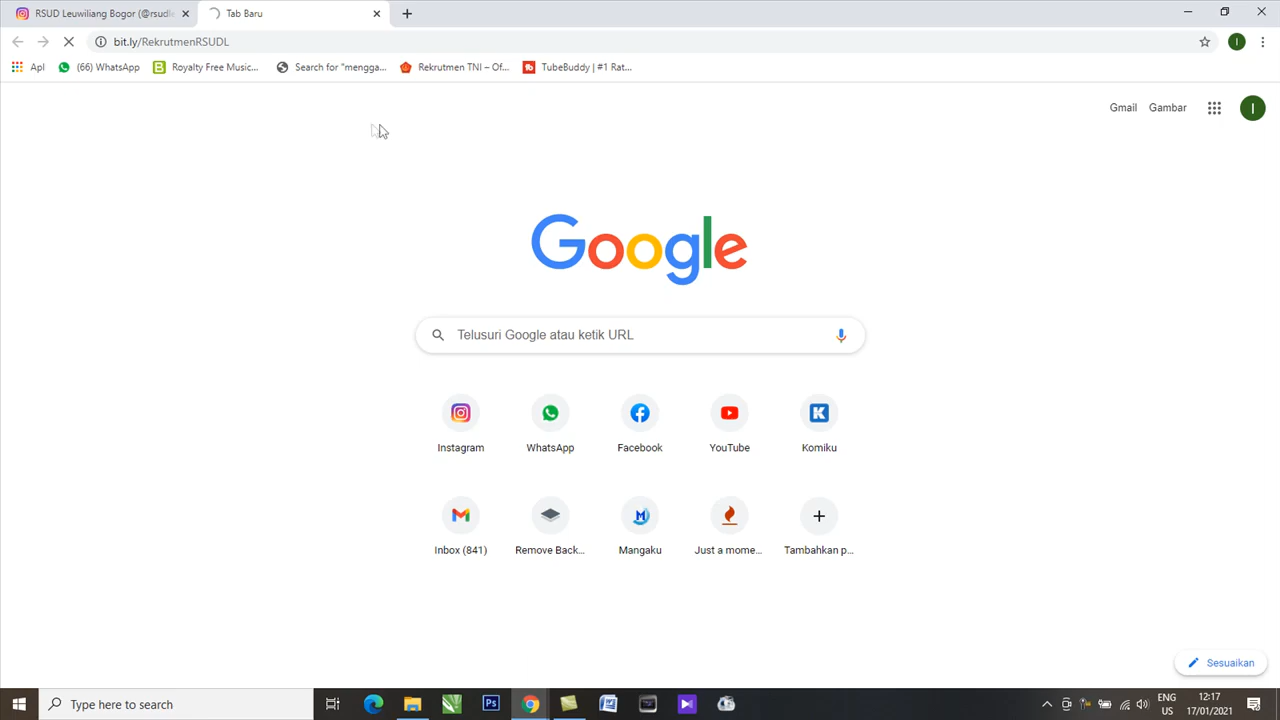 RSUD Leuwiliang Bogor (@rsudle
Tab Baru
bit.ly/RekrutmenRSUDL
Apl
(66) WhatsApp
Royalty Free Music...
Search for "mengga...
Rekrutmen TNI – Of...
TubeBuddy | #1 Rat...
Gmail
Gambar
I
Google
Telusuri Google atau ketik URL
Instagram
WhatsApp
Facebook
YouTube
Komiku
Inbox (841)
Remove Back...
Mangaku
Just a mome...
Tambahkan p...
Sesuaikan
Type here to search
ENG
US
12:17
17/01/2021